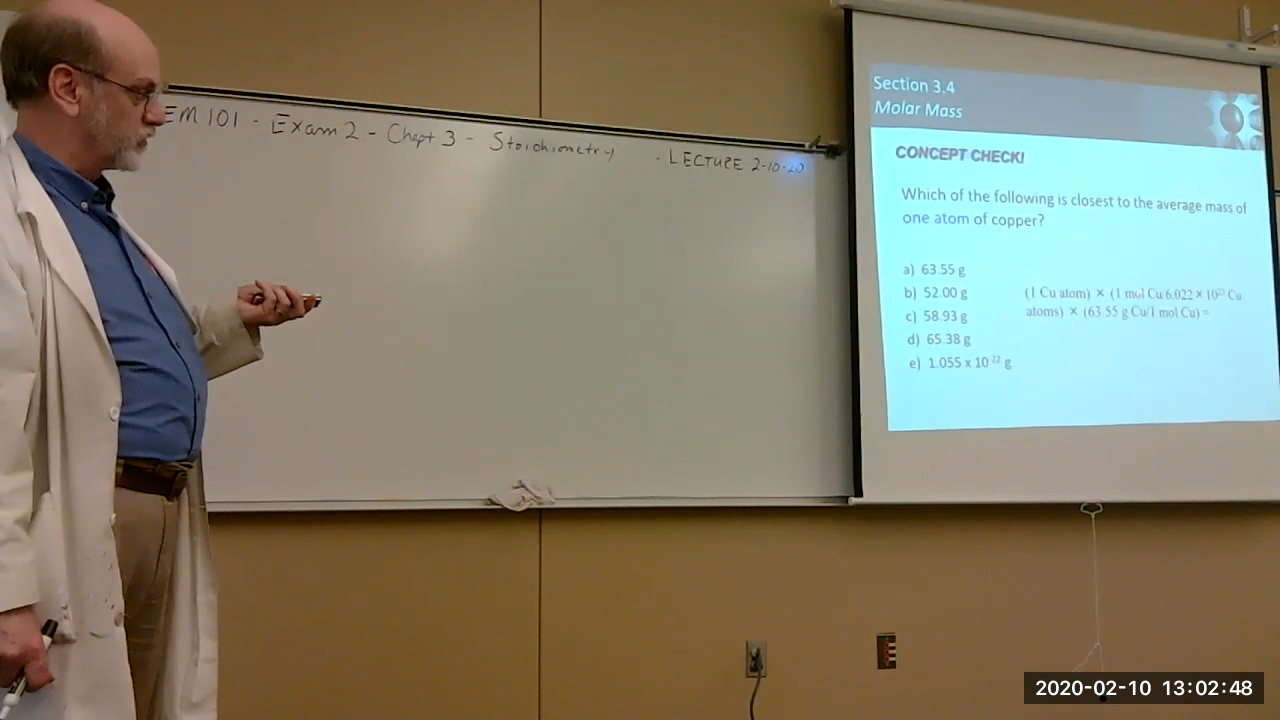 EM 101 - Exam 2 - Chapt 3 - Stoichiometry - LECTURE 2-10-20
Section 3.4
Molar Mass
CONCEPT CHECK!
Which of the following is closest to the average mass of
one atom of copper?
a) 63.55 g
b) 52.00 g
c) 58.93 g
d) 65.38 g
e) 1.055 x 10⁻²² g
(1 Cu atom) × (1 mol Cu/6.022 × 10²³ Cu
atoms) × (63.55 g Cu/1 mol Cu) =
2020-02-10 13:02:48